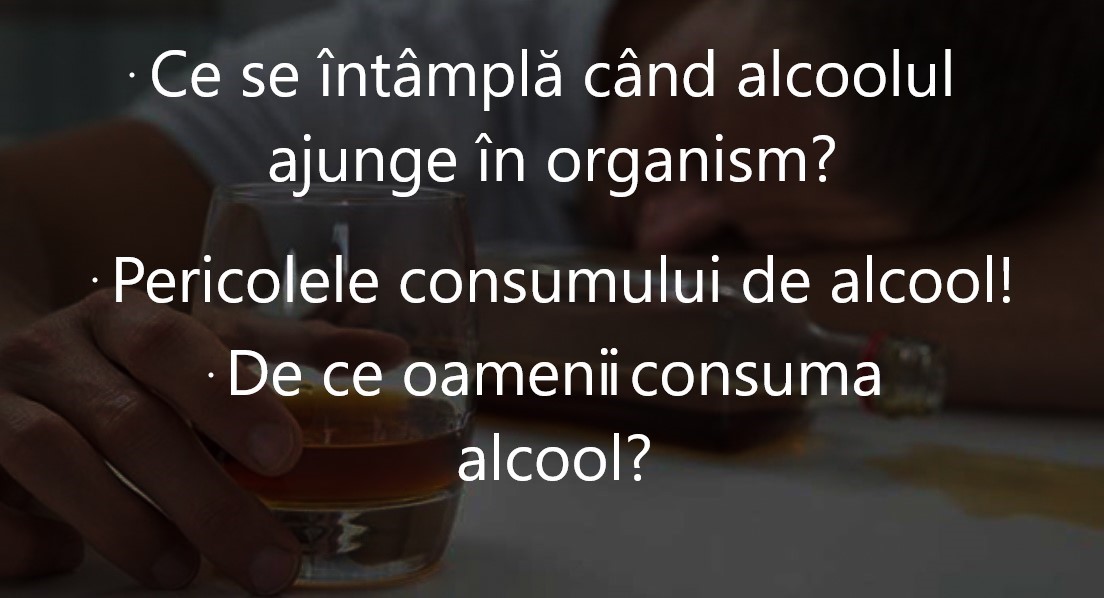 · Ce se întâmplă când alcoolul
ajunge în organism?
· Pericolele consumului de alcool!
· De ce oamenii consuma
alcool?